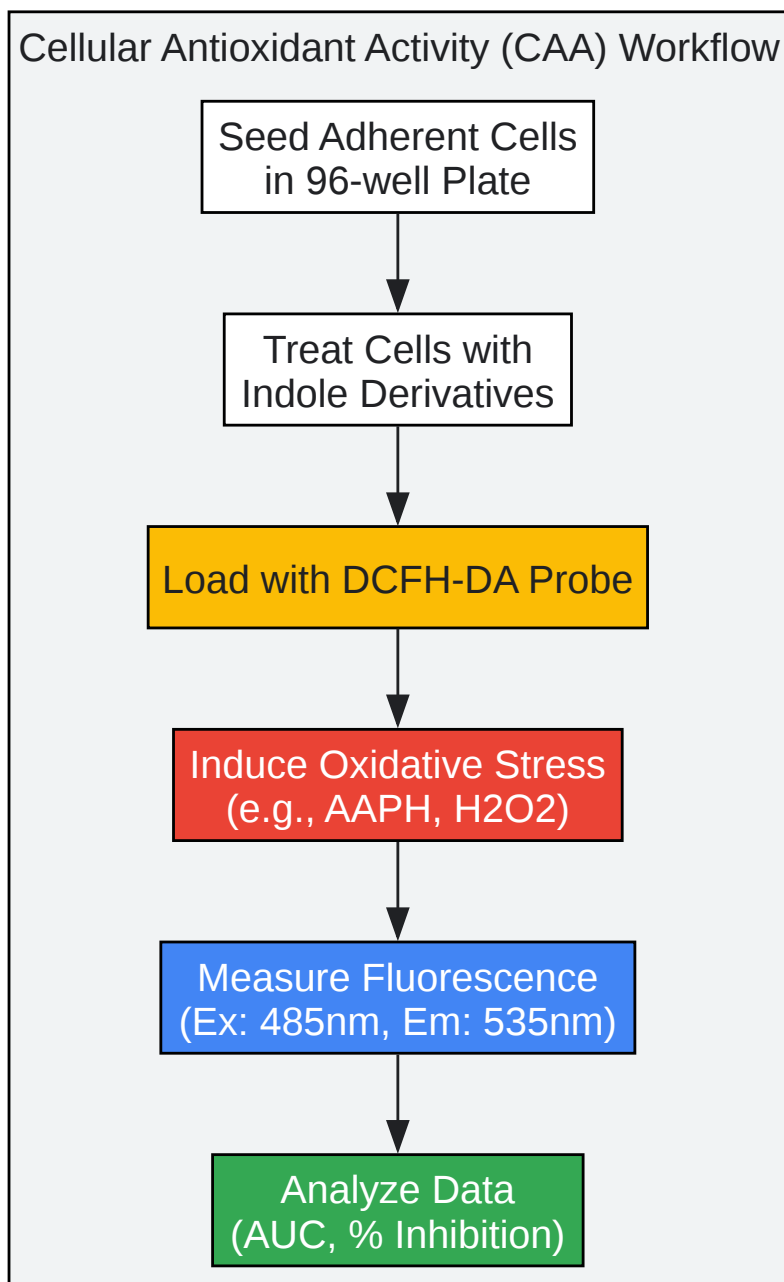 Cellular Antioxidant Activity (CAA) Workflow
Seed Adherent Cells
in 96-well Plate
Treat Cells with
Indole Derivatives
Load with DCFH-DA Probe
Induce Oxidative Stress
(e.g., AAPH, H2O2)
Measure Fluorescence
(Ex: 485nm, Em: 535nm)
Analyze Data
(AUC, % Inhibition)